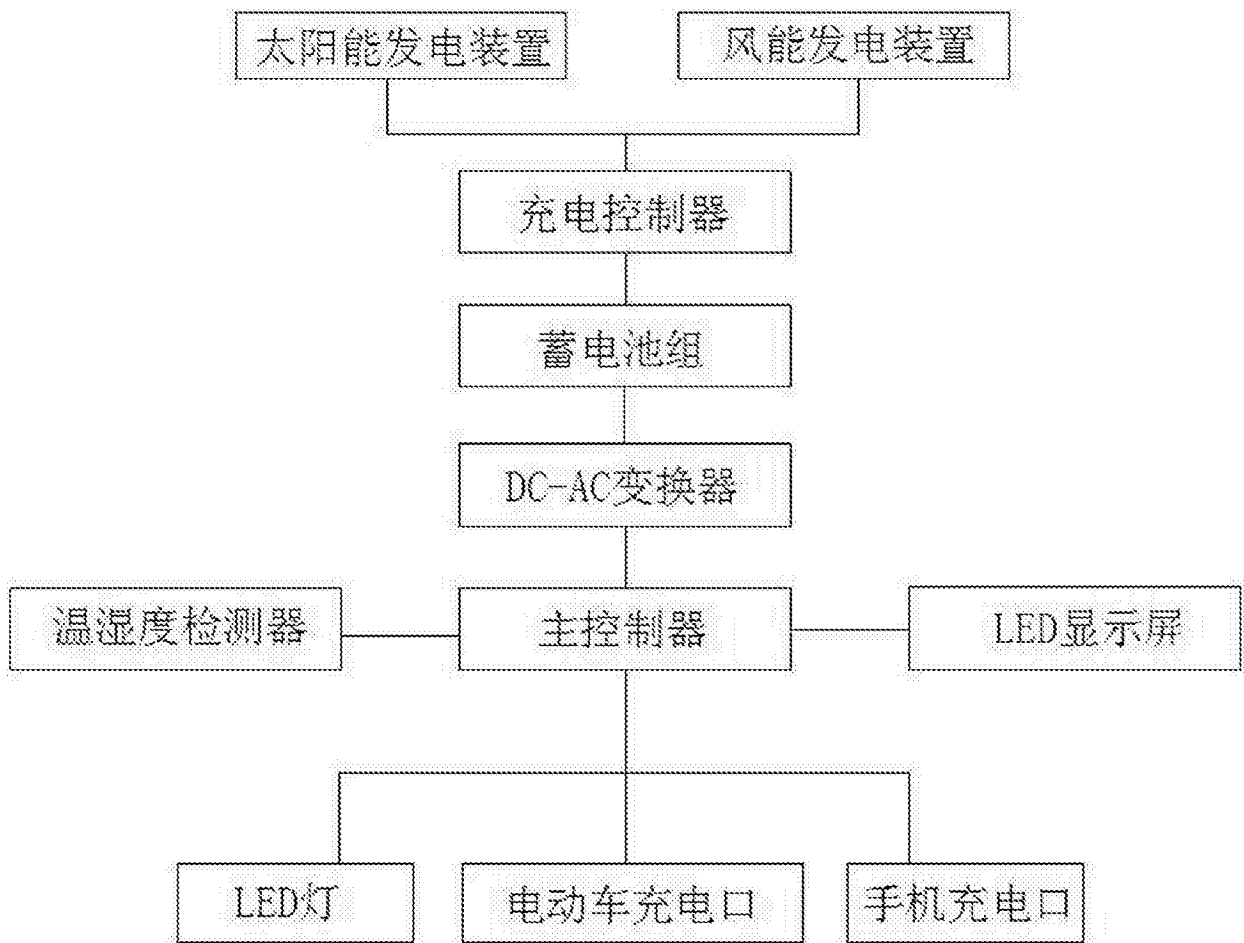 太阳能发电装置
风能发电装置
充电控制器
蓄电池组
DC-AC变换器
温湿度检测器
主控制器
LED显示屏
LED灯
电动车充电口
手机充电口